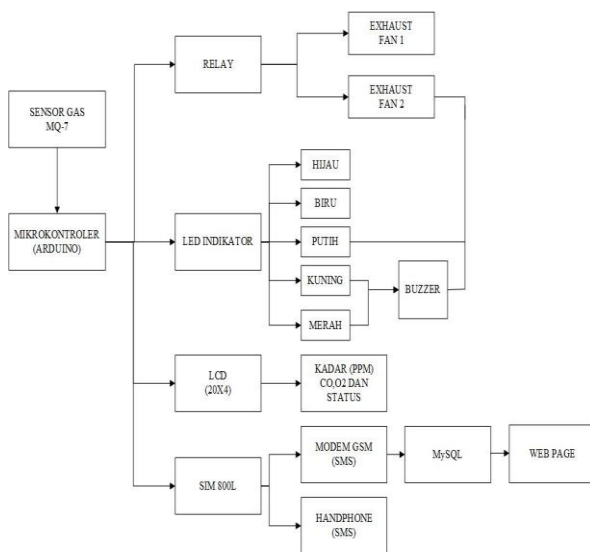 EXHAUST
FAN 1
RELAY
EXHAUST
FAN 2
SENSOR GAS
MQ-7
HIJAU
BIRU
MIKROKONTROLER
(ARDUINO)
LED INDIKATOR
PUTIH
KUNING
BUZZER
MERAH
LCD
(20X4)
KADAR (PPM)
CO,O2 DAN
STATUS
SIM 800L
MODEM GSM
(SMS)
MySQL
WEB PAGE
HANDPHONE
(SMS)